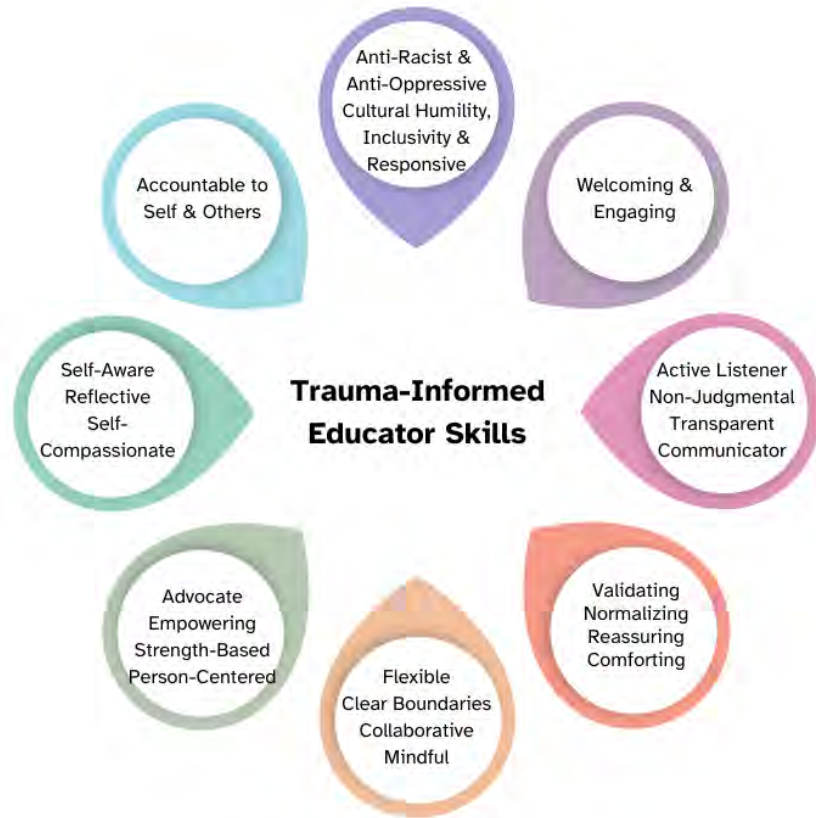 Anti-Racist &
Anti-Oppressive
Cultural Humility,
Inclusivity &
Responsive
Welcoming &
Engaging
Active Listener
Non-Judgmental
Transparent
Communicator
Validating
Normalizing
Reassuring
Comforting
Flexible
Clear Boundaries
Collaborative
Mindful
Advocate
Empowering
Strength-Based
Person-Centered
Self-Aware
Reflective
Self-
Compassionate
Accountable to
Self & Others
Trauma-Informed
Educator Skills